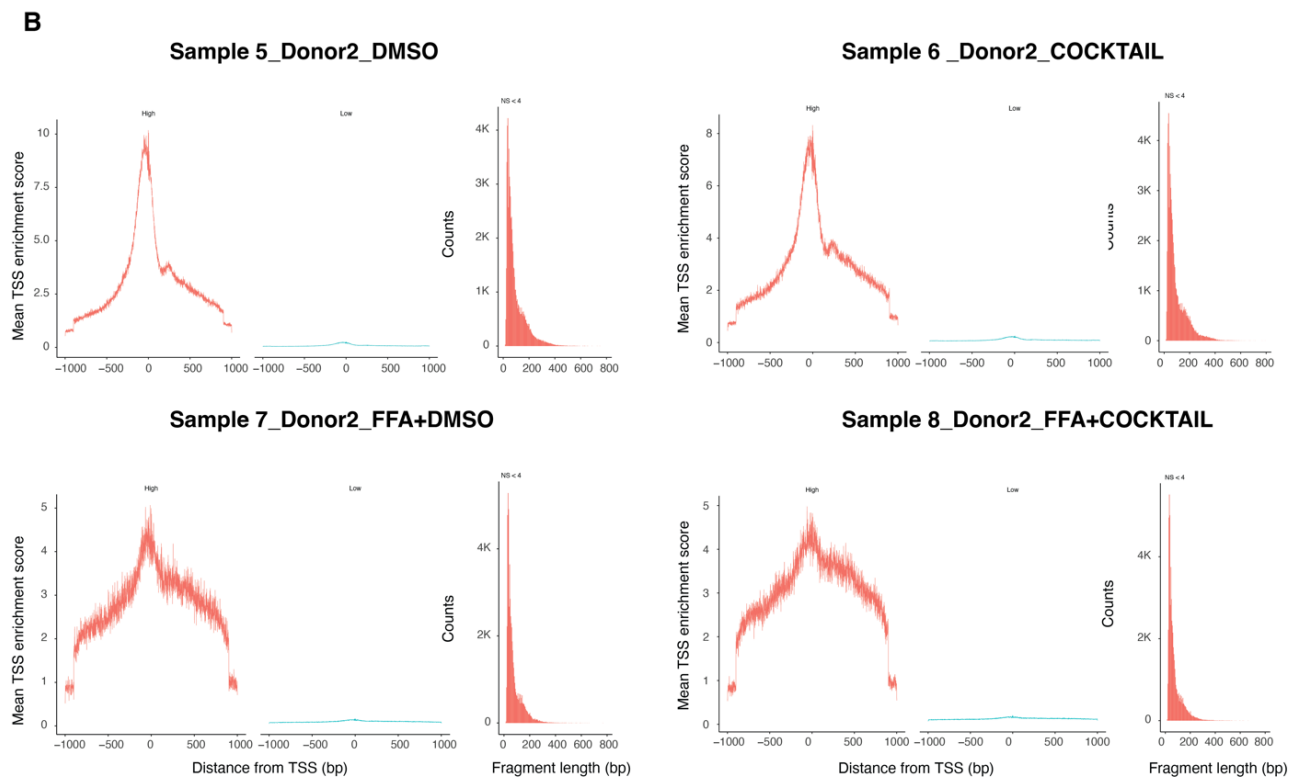 B
Sample 5_Donor2_DMSO
High
Low
NS < 4
Mean TSS enrichment score
10
7.5
5.0
2.5
0
−1000 −500 0 500 1000
−1000 −500 0 500 1000
Counts
4K
3K
2K
1K
0
0 200 400 600 800
Sample 6 _Donor2_COCKTAIL
High
Low
NS < 4
Mean TSS enrichment score
8
6
4
2
0
−1000 −500 0 500 1000
−1000 −500 0 500 1000
Counts
4K
3K
2K
1K
0
0 200 400 600 800
Sample 7_Donor2_FFA+DMSO
High
Low
NS < 4
Mean TSS enrichment score
5
4
3
2
1
0
−1000 −500 0 500 1000
−1000 −500 0 500 1000
Distance from TSS (bp)
Counts
4K
2K
0
0 200 400 600 800
Fragment length (bp)
Sample 8_Donor2_FFA+COCKTAIL
High
Low
NS < 4
Mean TSS enrichment score
5
4
3
2
1
0
−1000 −500 0 500 1000
−1000 −500 0 500 1000
Distance from TSS (bp)
Counts
4K
2K
0
0 200 400 600 800
Fragment length (bp)